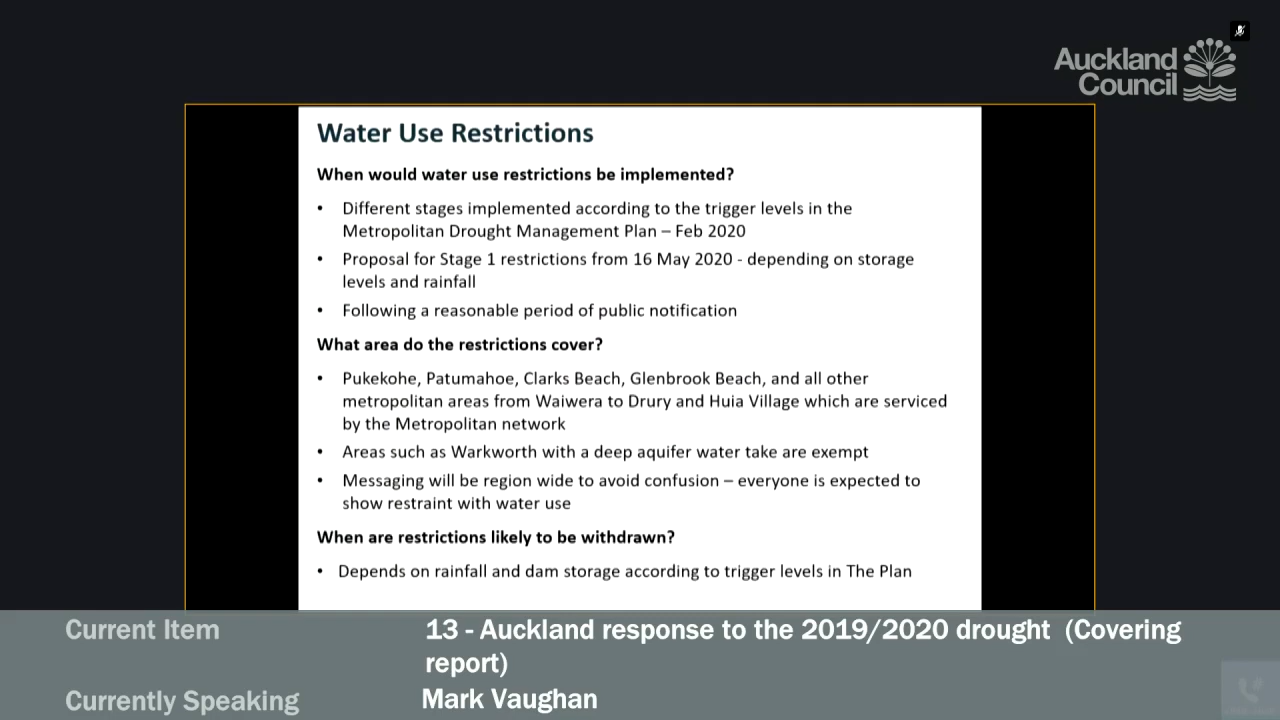 Auckland
Council
Water Use Restrictions
When would water use restrictions be implemented?
• Different stages implemented according to the trigger levels in the
Metropolitan Drought Management Plan – Feb 2020
• Proposal for Stage 1 restrictions from 16 May 2020 - depending on storage
levels and rainfall
• Following a reasonable period of public notification
What area do the restrictions cover?
• Pukekohe, Patumahoe, Clarks Beach, Glenbrook Beach, and all other
metropolitan areas from Waiwera to Drury and Huia Village which are serviced
by the Metropolitan network
• Areas such as Warkworth with a deep aquifer water take are exempt
• Messaging will be region wide to avoid confusion – everyone is expected to
show restraint with water use
When are restrictions likely to be withdrawn?
• Depends on rainfall and dam storage according to trigger levels in The Plan
Current Item
13 - Auckland response to the 2019/2020 drought (Covering
report)
Currently Speaking
Mark Vaughan